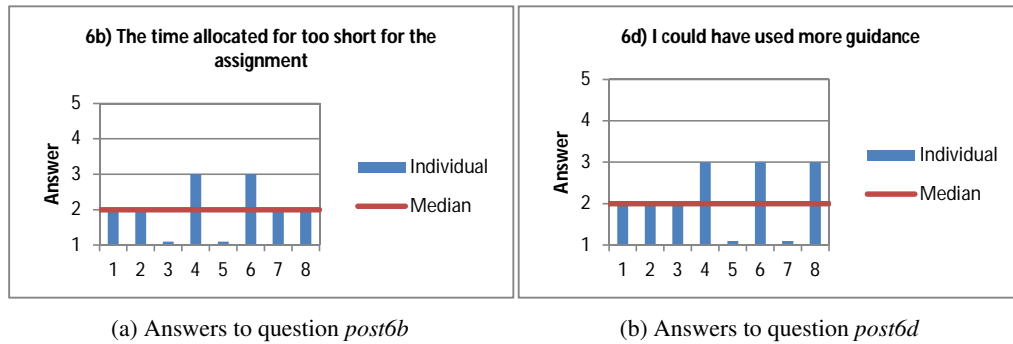 6b) The time allocated for too short for the
assignment
5
4
3
2
1
Answer
1 2 3 4 5 6 7 8
Individual
Median
6d) I could have used more guidance
5
4
3
2
1
Answer
1 2 3 4 5 6 7 8
Individual
Median
(a) Answers to question post6b
(b) Answers to question post6d